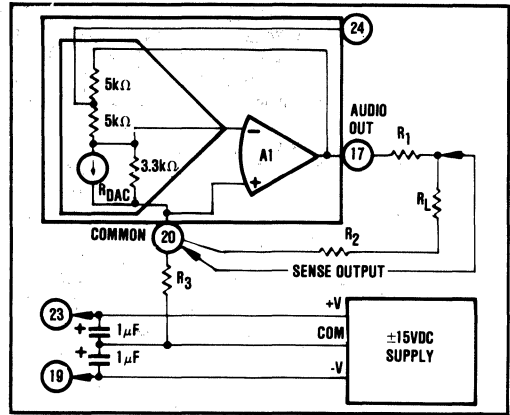 24
5kΩ
5kΩ
AUDIO
OUT
R1
A1
17
3.3kΩ
RDAC
RL
COMMON
20
R2
SENSE OUTPUT
R3
23
+V
1µF
COM
±15VDC
SUPPLY
1µF
19
-V